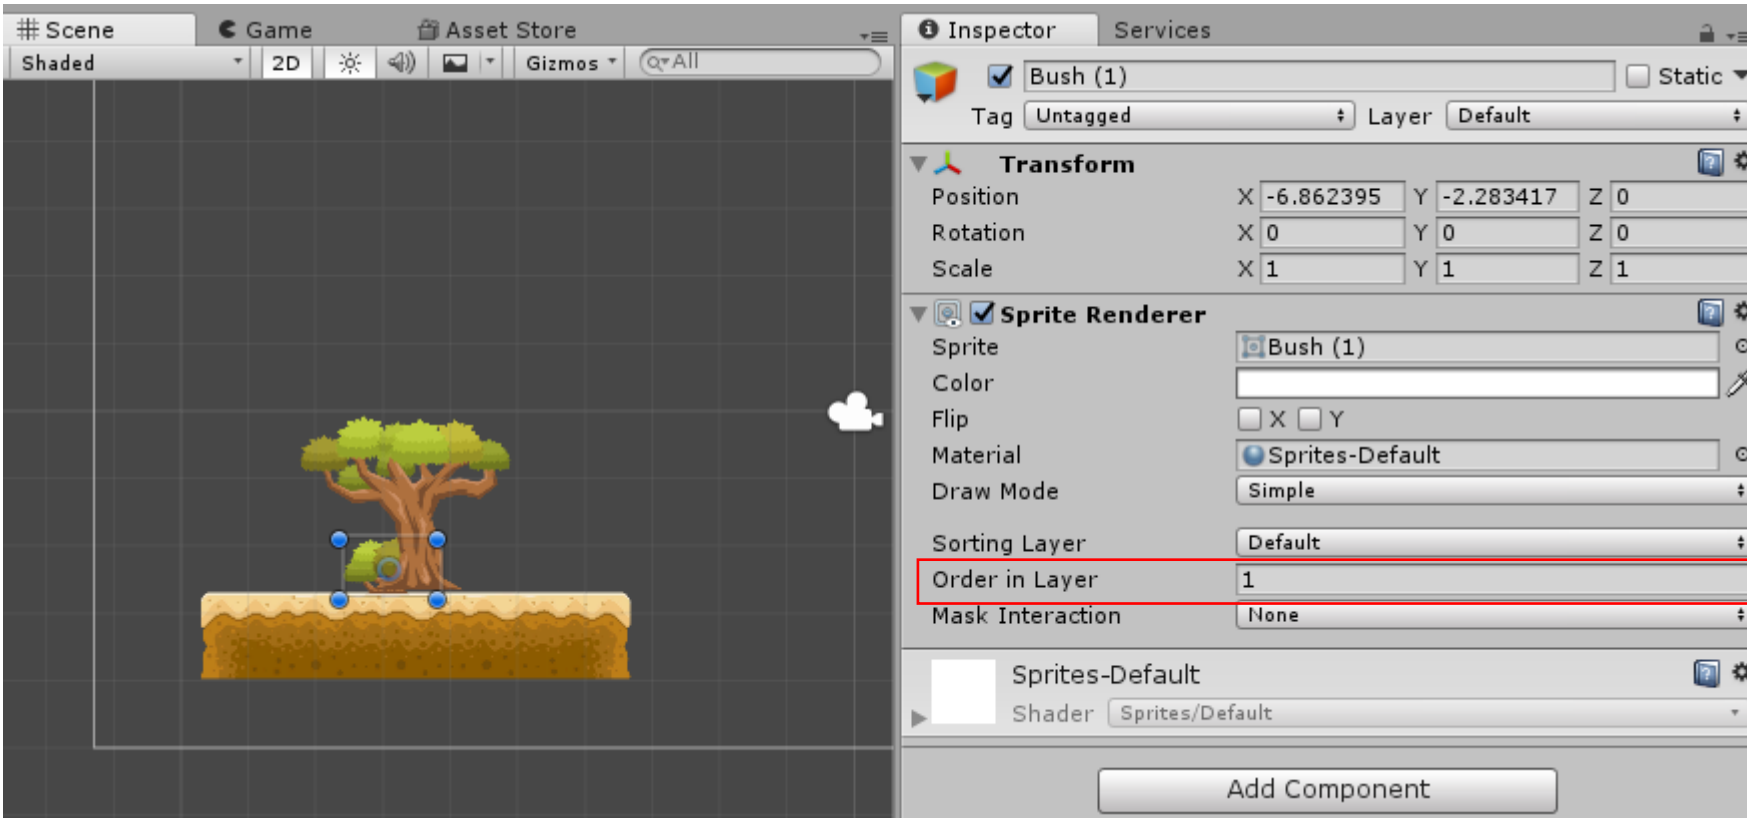 Scene Game Asset Store
Shaded 2D Gizmos All
Inspector Services
Bush (1) Static
Tag Untagged Layer Default
Transform
Position X -6.862395 Y -2.283417 Z 0
Rotation X 0 Y 0 Z 0
Scale X 1 Y 1 Z 1
Sprite Renderer
Sprite Bush (1)
Color
Flip X Y
Material Sprites-Default
Draw Mode Simple
Sorting Layer Default
Order in Layer 1
Mask Interaction None
Sprites-Default
Shader Sprites/Default
Add Component